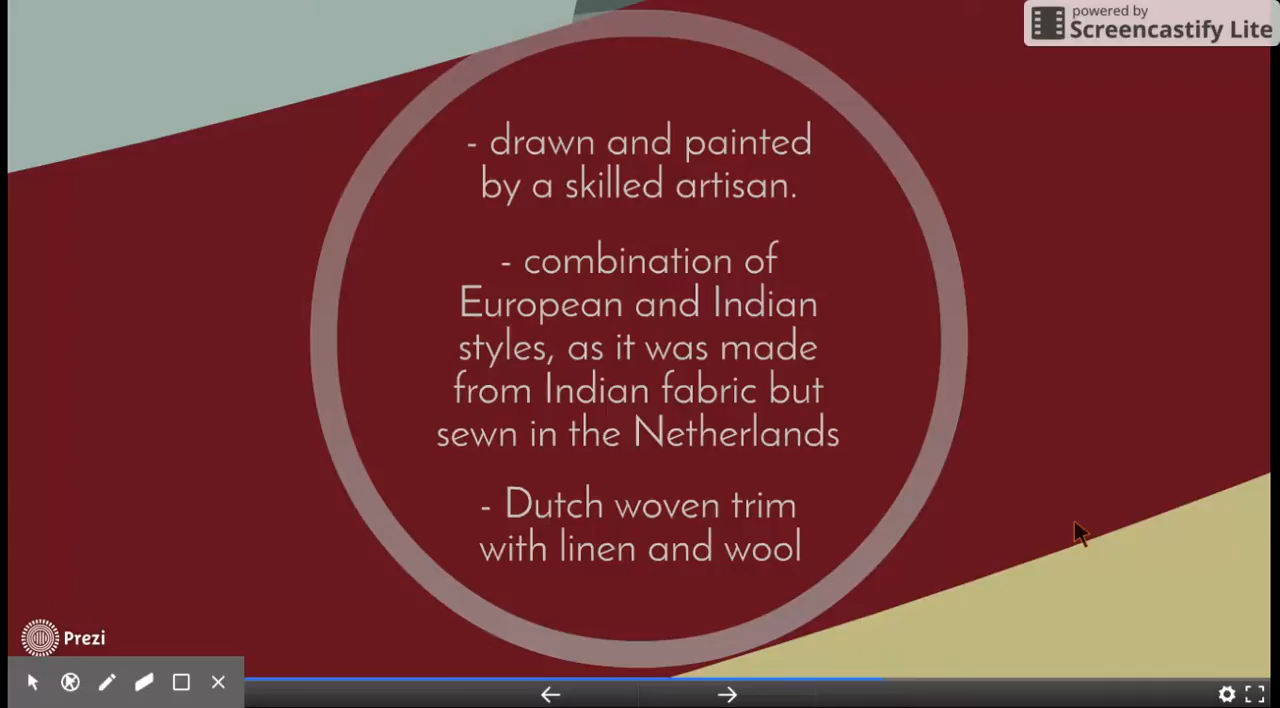 powered by
Screencastify Lite
- drawn and painted
by a skilled artisan.
- combination of
European and Indian
styles, as it was made
from Indian fabric but
sewn in the Netherlands
- Dutch woven trim
with linen and wool
Prezi